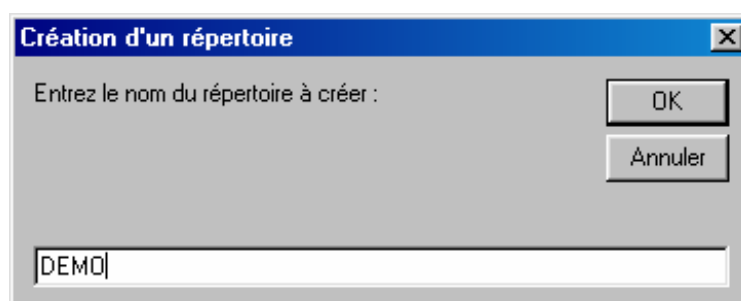 Création d'un répertoire
Entrez le nom du répertoire à créer :
OK
Annuler
DEMO